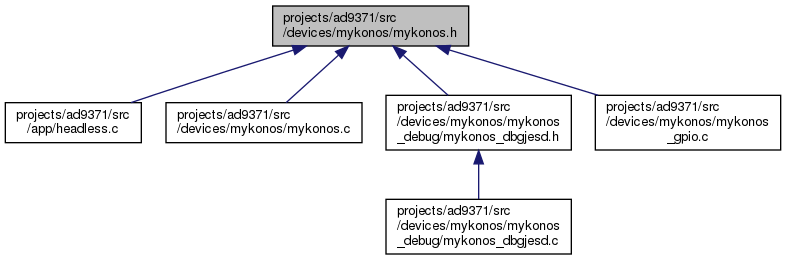 projects/ad9371/src
/devices/mykonos/mykonos.h
projects/ad9371/src
/app/headless.c
projects/ad9371/src
/devices/mykonos/mykonos.c
projects/ad9371/src
/devices/mykonos/mykonos
_debug/mykonos_dbgjesd.h
projects/ad9371/src
/devices/mykonos/mykonos
_gpio.c
projects/ad9371/src
/devices/mykonos/mykonos
_debug/mykonos_dbgjesd.c